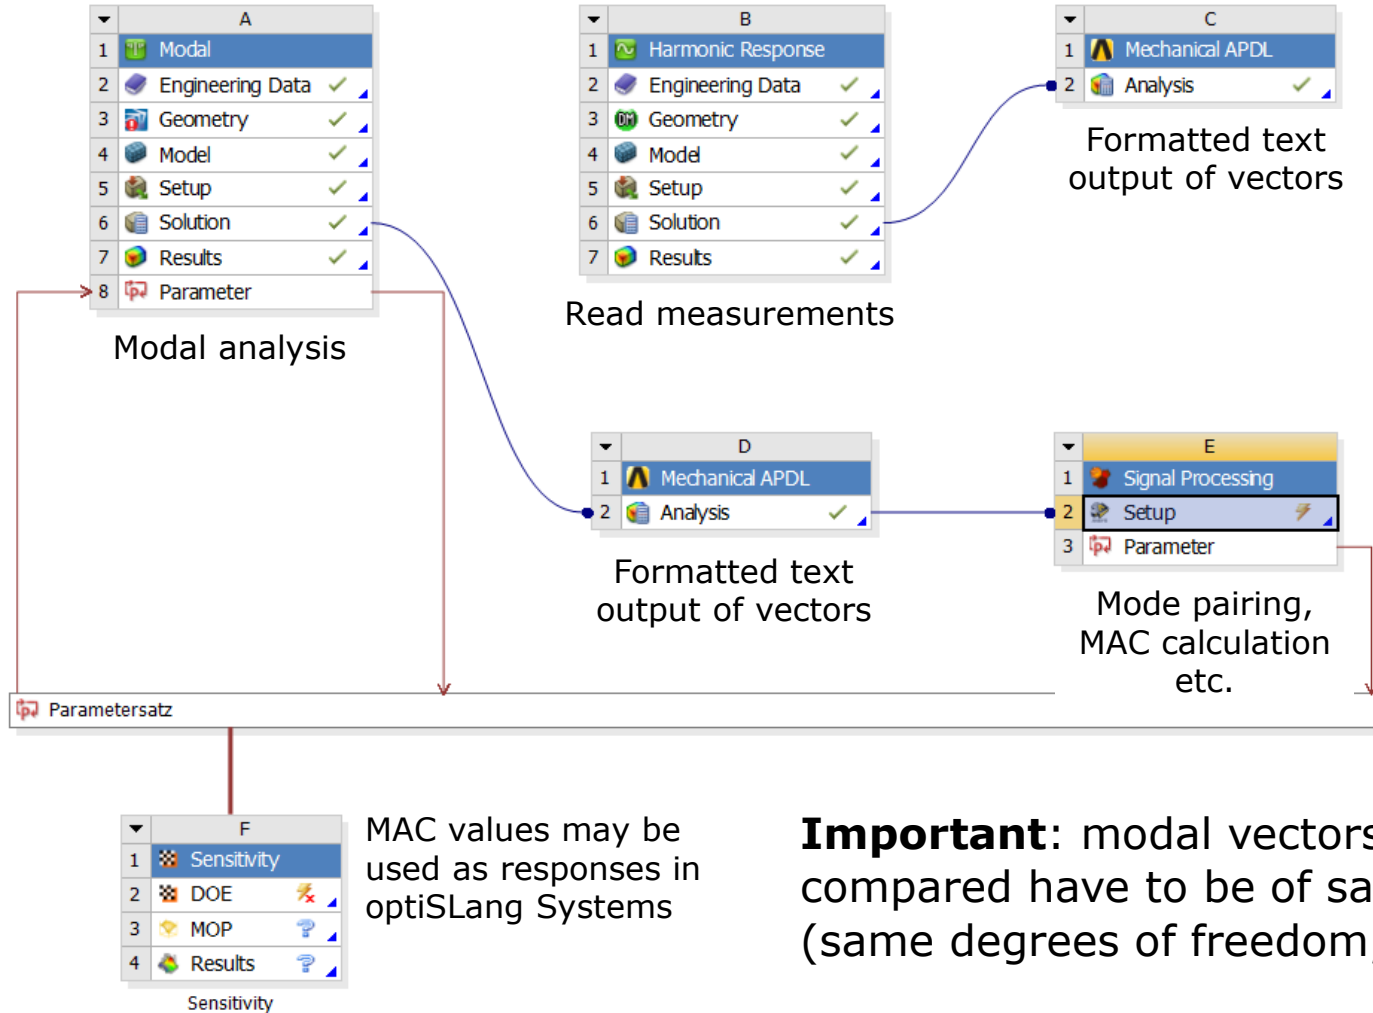 A
1 Modal
2 Engineering Data
3 Geometry
4 Model
5 Setup
6 Solution
7 Results
8 Parameter
Modal analysis
B
1 Harmonic Response
2 Engineering Data
3 Geometry
4 Model
5 Setup
6 Solution
7 Results
Read measurements
C
1 Mechanical APDL
2 Analysis
Formatted text
output of vectors
D
1 Mechanical APDL
2 Analysis
Formatted text
output of vectors
E
1 Signal Processing
2 Setup
3 Parameter
Mode pairing,
MAC calculation
etc.
Parametersatz
F
1 Sensitivity
2 DOE
3 MOP
4 Results
Sensitivity
MAC values may be
used as responses in
optiSLang Systems
Important: modal vectors
compared have to be of sa
(same degrees of freedom